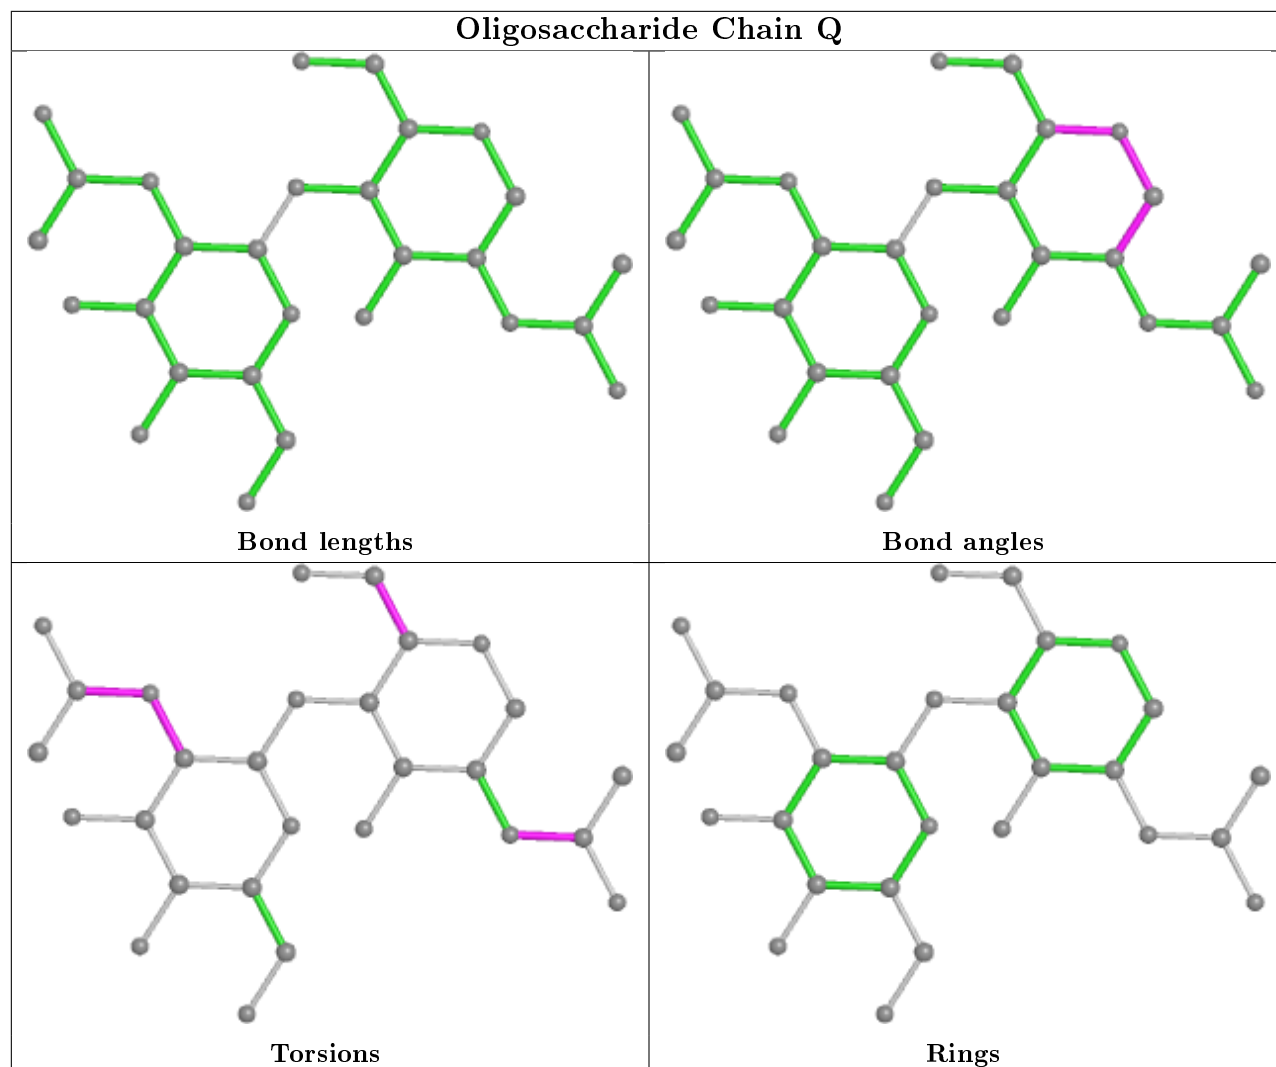 Oligosaccharide Chain Q
Bond lengths
Bond angles
Torsions
Rings